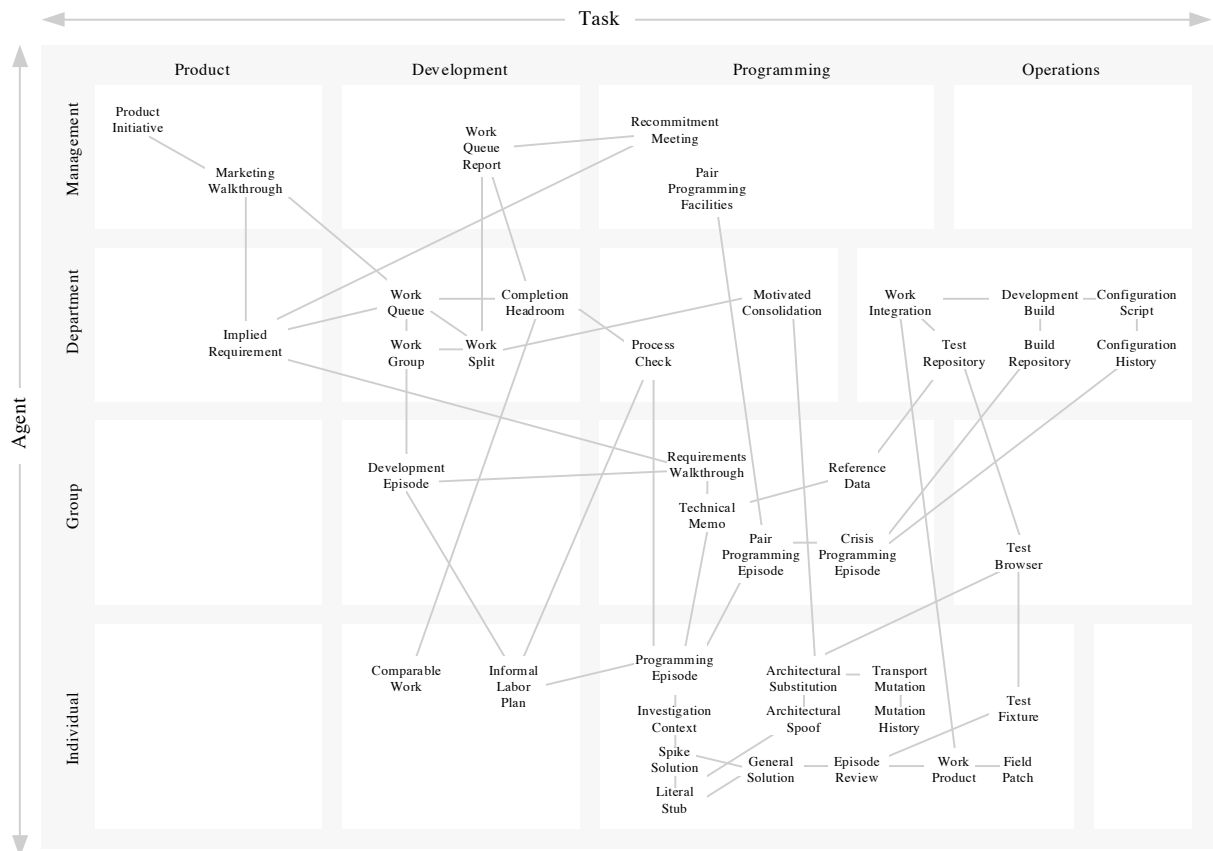 Task
Agent
Product
Development
Programming
Operations
Management
Product
Initiative
Marketing
Walkthrough
Work
Queue
Report
Recommitment
Meeting
Pair
Programming
Facilities
Department
Implied
Requirement
Work
Queue
Completion
Headroom
Work
Group
Work
Split
Motivated
Consolidation
Process
Check
Work
Integration
Development
Build
Configuration
Script
Test
Repository
Build
Repository
Configuration
History
Group
Development
Episode
Requirements
Walkthrough
Technical
Memo
Reference
Data
Pair
Programming
Episode
Crisis
Programming
Episode
Test
Browser
Individual
Comparable
Work
Informal
Labor
Plan
Programming
Episode
Investigation
Context
Spike
Solution
Literal
Stub
Architectural
Substitution
Transport
Mutation
Architectural
Spoof
Mutation
History
General
Solution
Episode
Review
Work
Product
Field
Patch
Test
Fixture